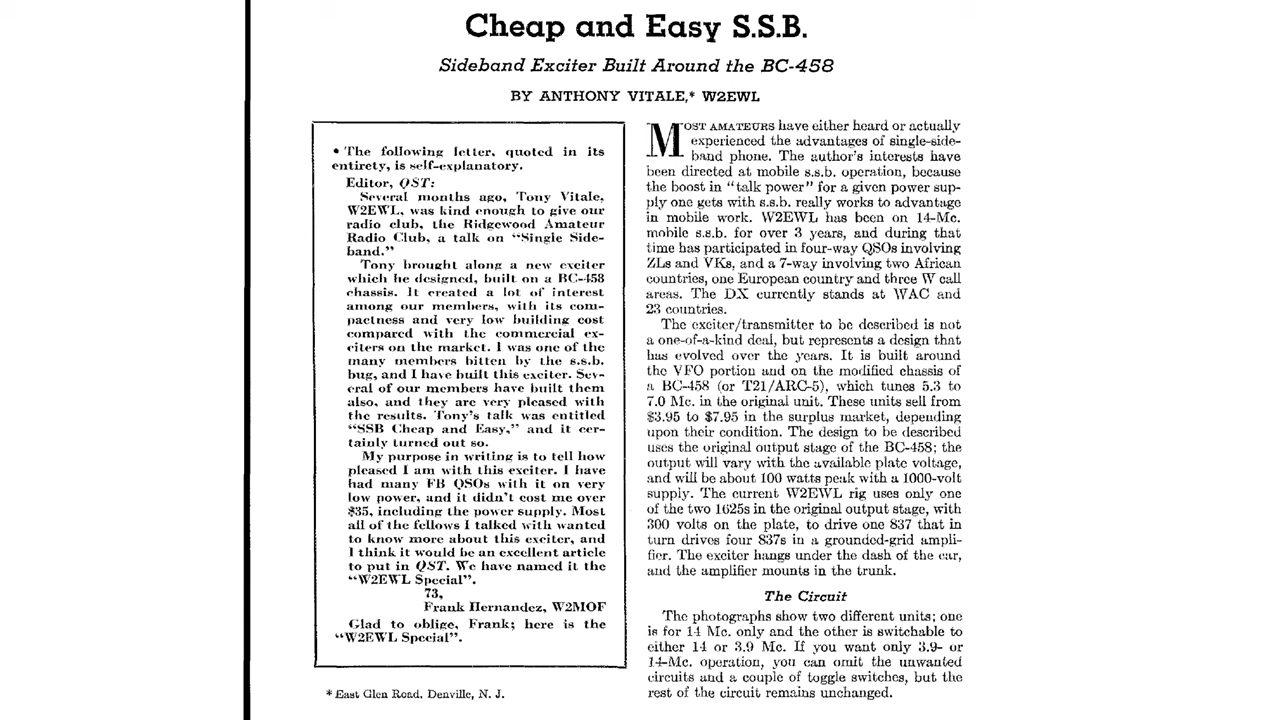 Cheap and Easy S.S.B.
Sideband Exciter Built Around the BC-458
BY ANTHONY VITALE,* W2EWL
• The following letter, quoted in its
entirety, is self-explanatory.
Editor, QST:
Several months ago, Tony Vitale,
W2EWL, was kind enough to give our
radio club, the Ridgewood Amateur
Radio Club, a talk on "Single Side-
band."
Tony brought along a new exciter
which he designed, built on a BC-458
chassis. It created a lot of interest
among our members, with its com-
pactness and very low building cost
compared with the commercial ex-
citers on the market. I was one of the
many members bitten by the s.s.b.
bug, and I have built this exciter. Sev-
eral of our members have built them
also, and they are very pleased with
the results. Tony's talk was entitled
"SSB Cheap and Easy," and it cer-
tainly turned out so.
My purpose in writing is to tell how
pleased I am with this exciter. I have
had many FB QSOs with it on very
low power, and it didn't cost me over
$35, including the power supply. Most
all of the fellows I talked with wanted
to know more about this exciter, and
I think it would be an excellent article
to put in QST. We have named it the
"W2EWL Special".
73,
Frank Hernandez, W2MOF
Glad to oblige, Frank; here is the
"W2EWL Special".
* East Glen Road, Denville, N. J.
MOST AMATEURS have either heard or actually
experienced the advantages of single-side-
band phone. The author's interests have
been directed at mobile s.s.b. operation, because
the boost in "talk power" for a given power sup-
ply one gets with s.s.b. really works to advantage
in mobile work. W2EWL has been on 14-Mc.
mobile s.s.b. for over 3 years, and during that
time has participated in four-way QSOs involving
ZLs and VKs, and a 7-way involving two African
countries, one European country and three W call
areas. The DX currently stands at WAC and
23 countries.
The exciter/transmitter to be described is not
a one-of-a-kind deal, but represents a design that
has evolved over the years. It is built around
the VFO portion and on the modified chassis of
a BC-458 (or T21/ARC-5), which tunes 5.3 to
7.0 Mc. in the original unit. These units sell from
$3.95 to $7.95 in the surplus market, depending
upon their condition. The design to be described
uses the original output stage of the BC-458; the
output will vary with the available plate voltage,
and will be about 100 watts peak with a 1000-volt
supply. The current W2EWL rig uses only one
of the two 1625s in the original output stage, with
300 volts on the plate, to drive one 837 that in
turn drives four 837s in a grounded-grid ampli-
fier. The exciter hangs under the dash of the car,
and the amplifier mounts in the trunk.
The Circuit
The photographs show two different units; one
is for 14 Mc. only and the other is switchable to
either 14 or 3.9 Mc. If you want only 3.9- or
14-Mc. operation, you can omit the unwanted
circuits and a couple of toggle switches, but the
rest of the circuit remains unchanged.